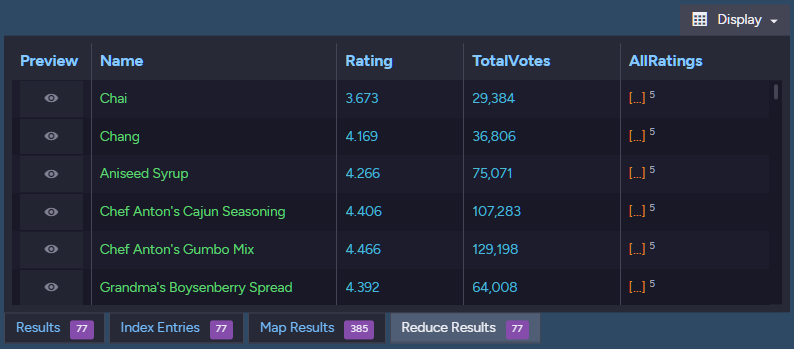 Display
Preview Name Rating TotalVotes AllRatings
Chai 3.673 29,384 [...] 5
Chang 4.169 36,806 [...] 5
Aniseed Syrup 4.266 75,071 [...] 5
Chef Anton's Cajun Seasoning 4.406 107,283 [...] 5
Chef Anton's Gumbo Mix 4.466 129,198 [...] 5
Grandma's Boysenberry Spread 4.392 64,008 [...] 5
Results 77 Index Entries 77 Map Results 385 Reduce Results 77